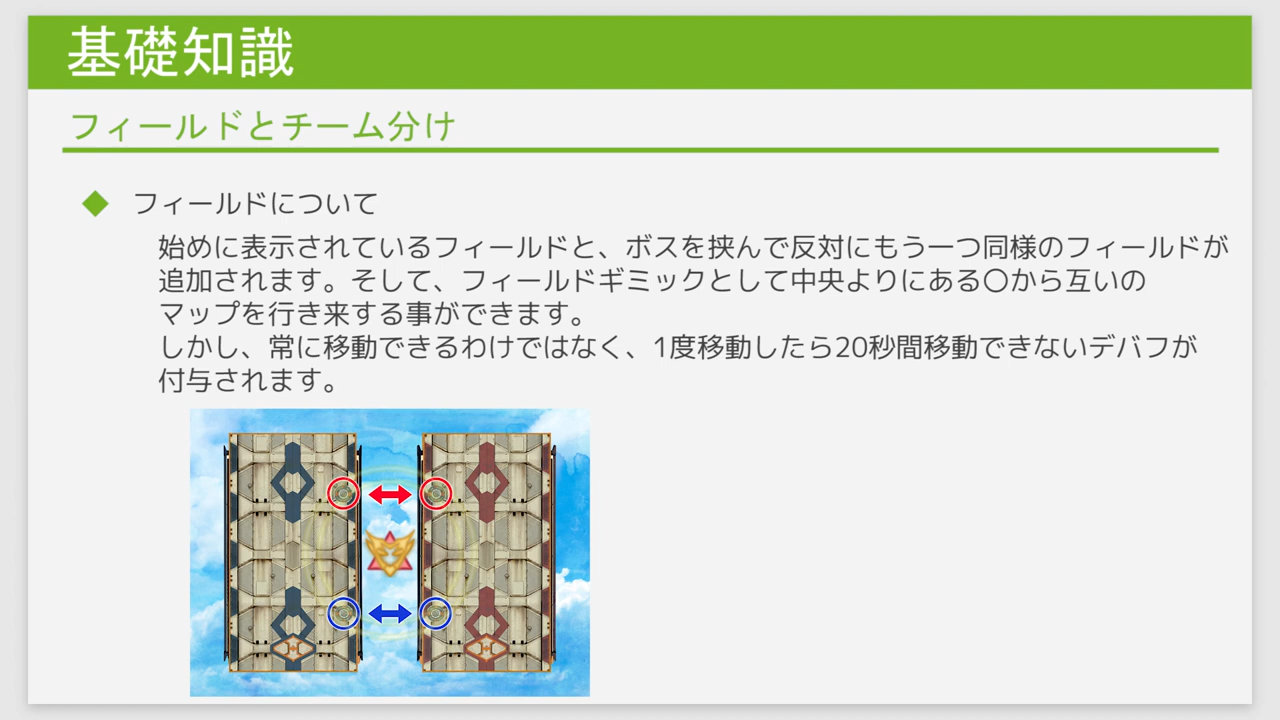 基礎知識
フィールドとチーム分け
フィールドについて
始めに表示されているフィールドと、ボスを挟んで反対にもう一つ同様のフィールドが
追加されます。そして、フィールドギミックとして中央よりにある〇から互いの
マップを行き来する事ができます。
しかし、常に移動できるわけではなく、1度移動したら20秒間移動できないデバフが
付与されます。